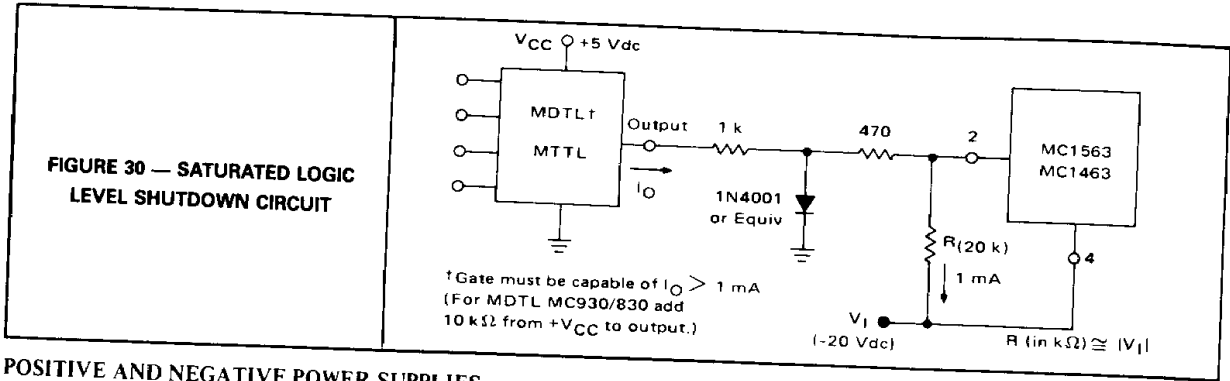 FIGURE 30 — SATURATED LOGIC
LEVEL SHUTDOWN CIRCUIT
VCC +5 Vdc
MDTL†
MTTL
Output
IO
1 k
1N4001
or Equiv
470
2
MC1563
MC1463
4
R(20 k)
1 mA
VI
(-20 Vdc)
R (in kΩ) ≅ |VI|
†Gate must be capable of IO > 1 mA
(For MDTL MC930/830 add
10 kΩ from +VCC to output.)
POSITIVE AND NEGATIVE POWER SUPPLIES